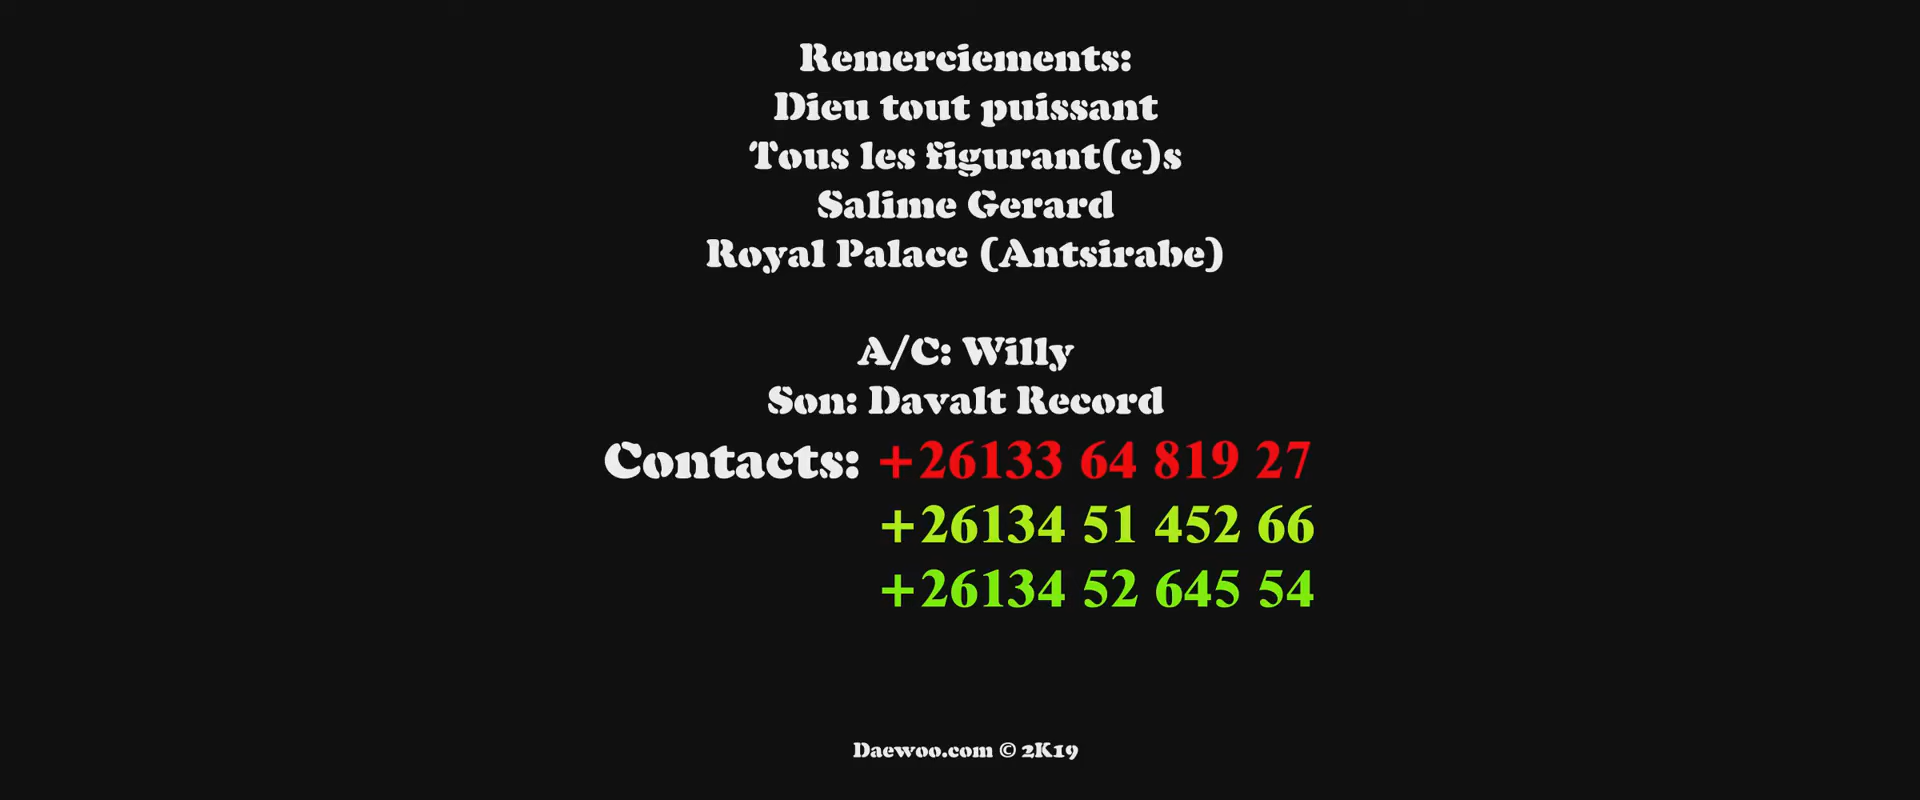 Remerciements:
Dieu tout puissant
Tous les figurant(e)s
Salime Gerard
Royal Palace (Antsirabe)
A/C: Willy
Son: Davalt Record
Contacts: +26133 64 819 27
+26134 51 452 66
+26134 52 645 54
Daewoo.com © 2K19